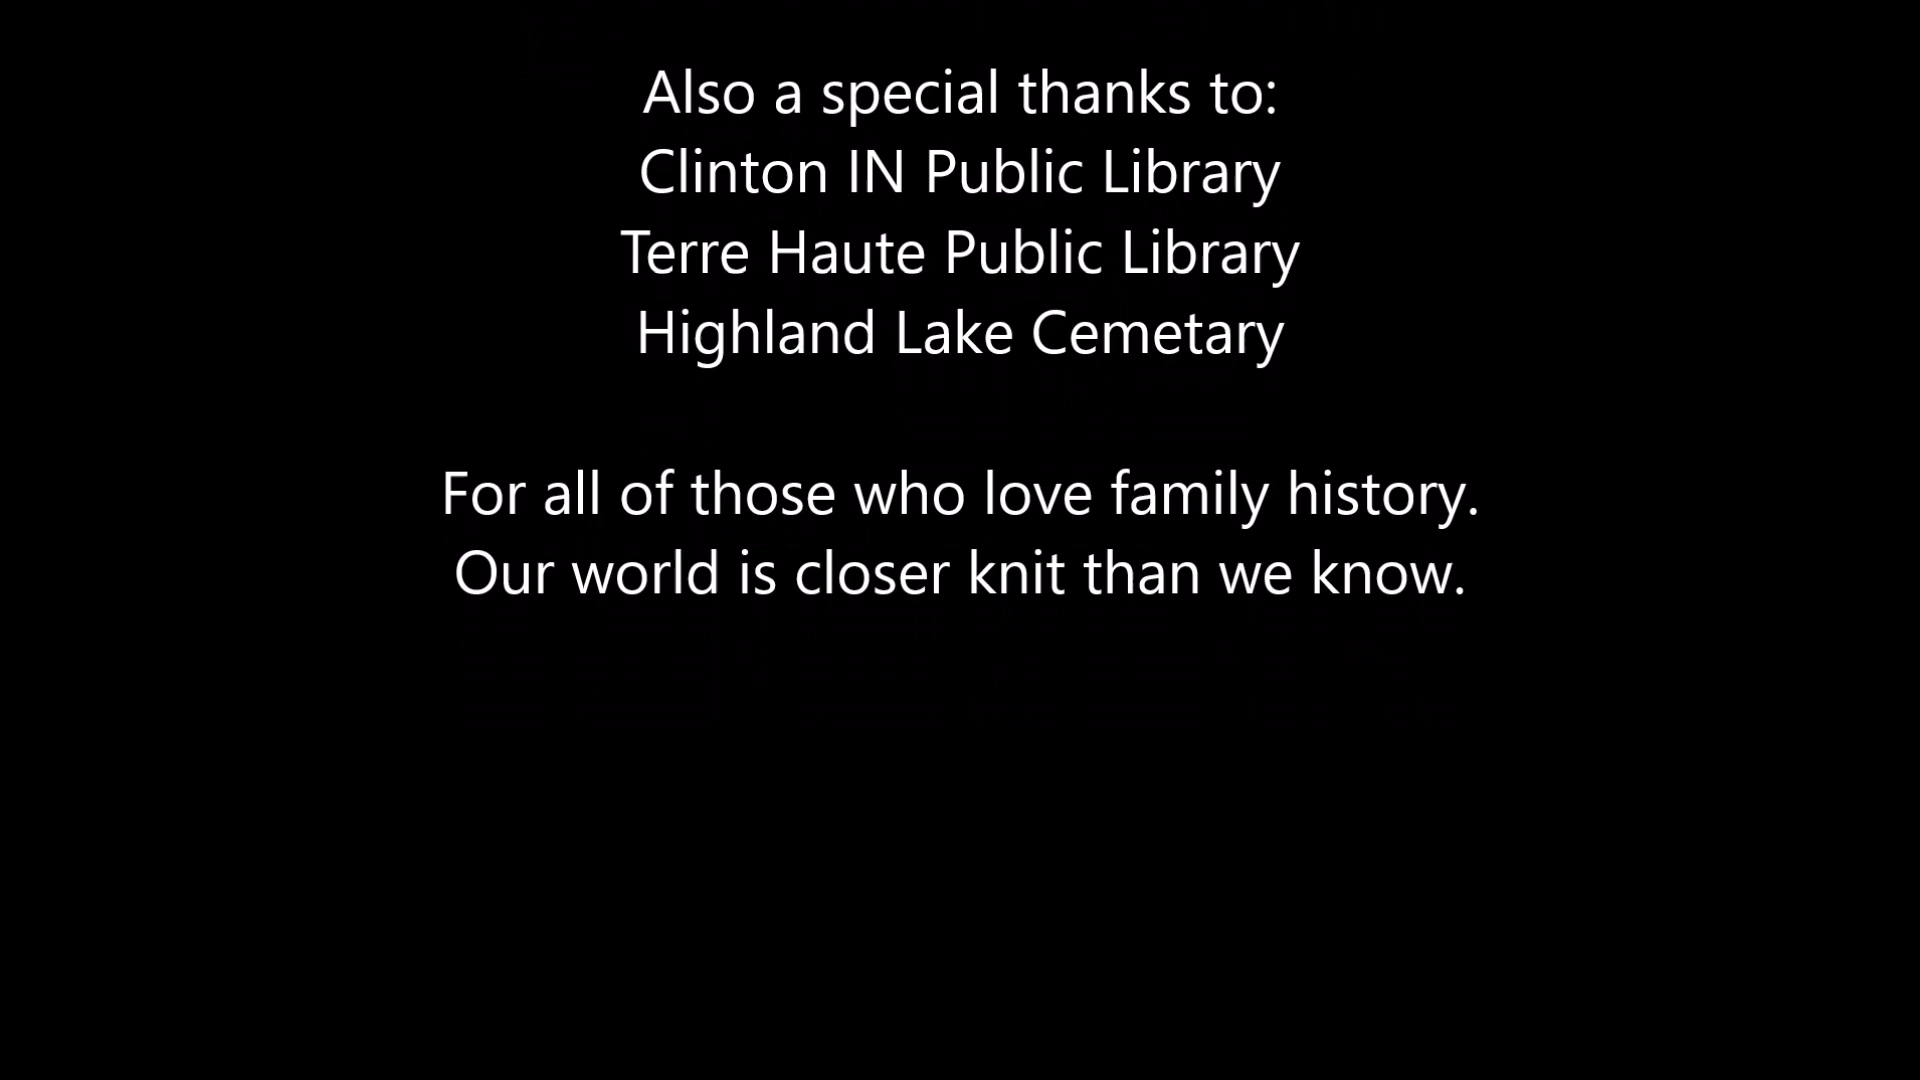 Also a special thanks to:
Clinton IN Public Library
Terre Haute Public Library
Highland Lake Cemetary
For all of those who love family history.
Our world is closer knit than we know.